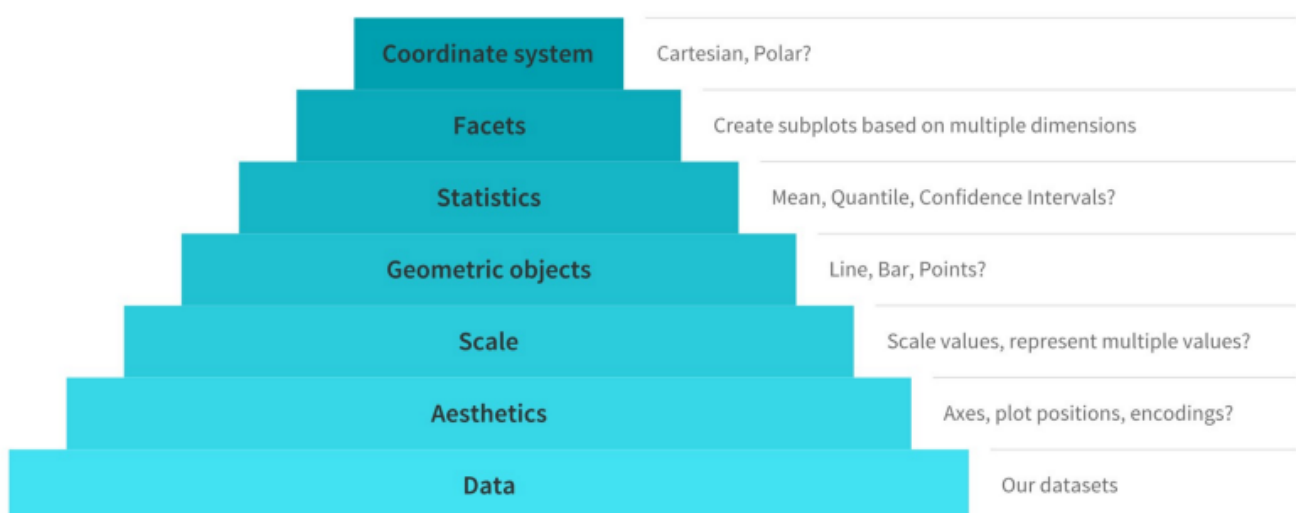 Coordinate system Cartesian, Polar?
Facets Create subplots based on multiple dimensions
Statistics Mean, Quantile, Confidence Intervals?
Geometric objects Line, Bar, Points?
Scale Scale values, represent multiple values?
Aesthetics Axes, plot positions, encodings?
Data Our datasets